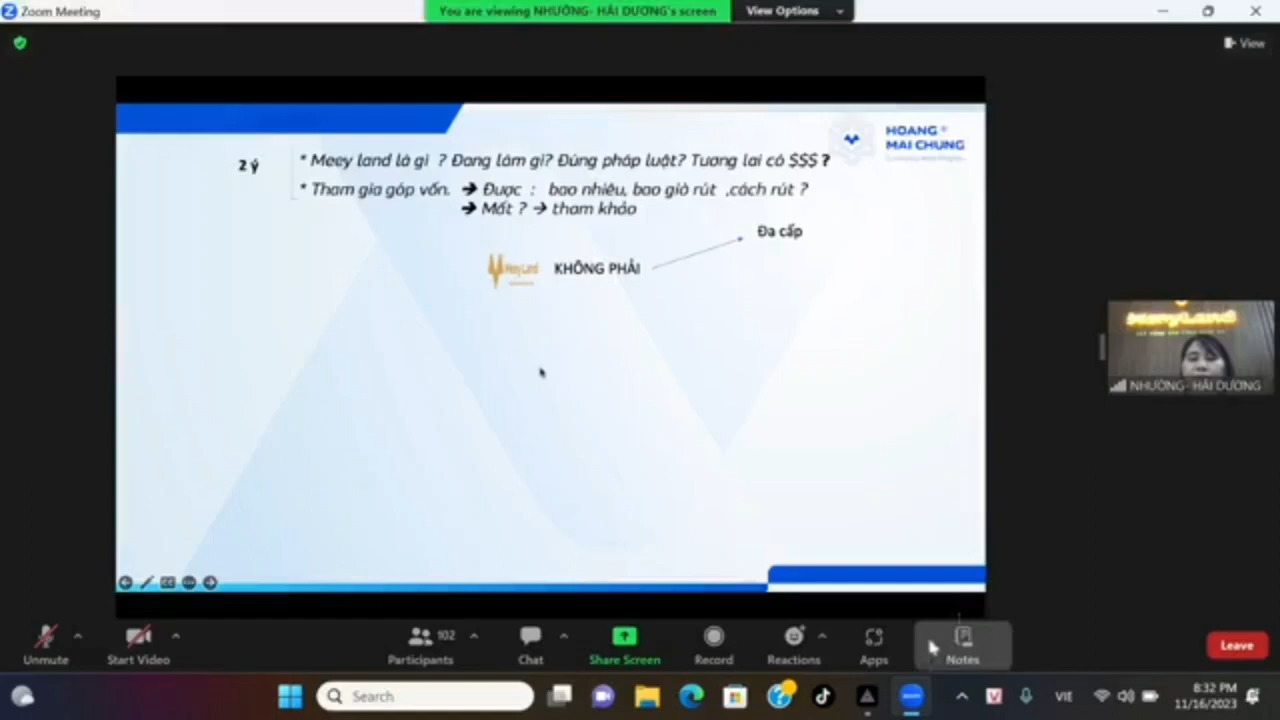 Zoom Meeting
You are viewing NHƯỜNG- HẢI DƯƠNG's screen
View Options
View
HOANG
MAI CHUNG
2 ý
* Meey land là gì ? Đang làm gì? Đúng pháp luật? Tương lai có $$$ ?
* Tham gia góp vốn. ➔ Được : bao nhiêu, bao giờ rút ,cách rút ?
➔ Mất ? → tham khảo
Đa cấp
Meey Land KHÔNG PHẢI
MeeyLand
NHƯỜNG- HẢI DƯƠNG
102
Unmute
Start Video
Participants
Chat
Share Screen
Record
Reactions
Apps
Notes
Leave
Search
VIE
8:32 PM
11/16/2023